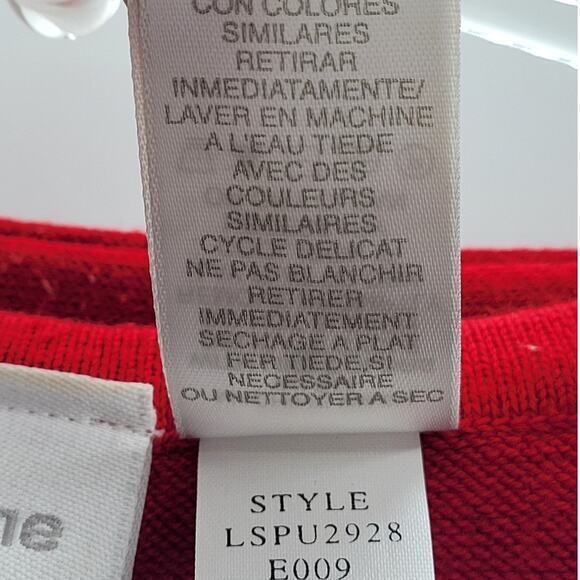 CON COLORES
SIMILARES
RETIRAR
INMEDIATAMENTE/
LAVER EN MACHINE
A L'EAU TIEDE
AVEC DES
COULEURS
SIMILAIRES
CYCLE DELICAT
NE PAS BLANCHIR
RETIRER
IMMEDIATEMENT
SECHAGE A PLAT
FER TIEDE,SI
NECESSAIRE
OU NETTOYER A SEC
STYLE
LSPU2928
E009